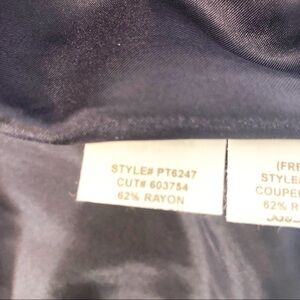 STYLE# PT6247
CUT# 603754
62% RAYON
(FRE
STYLE
COUPE
62% R